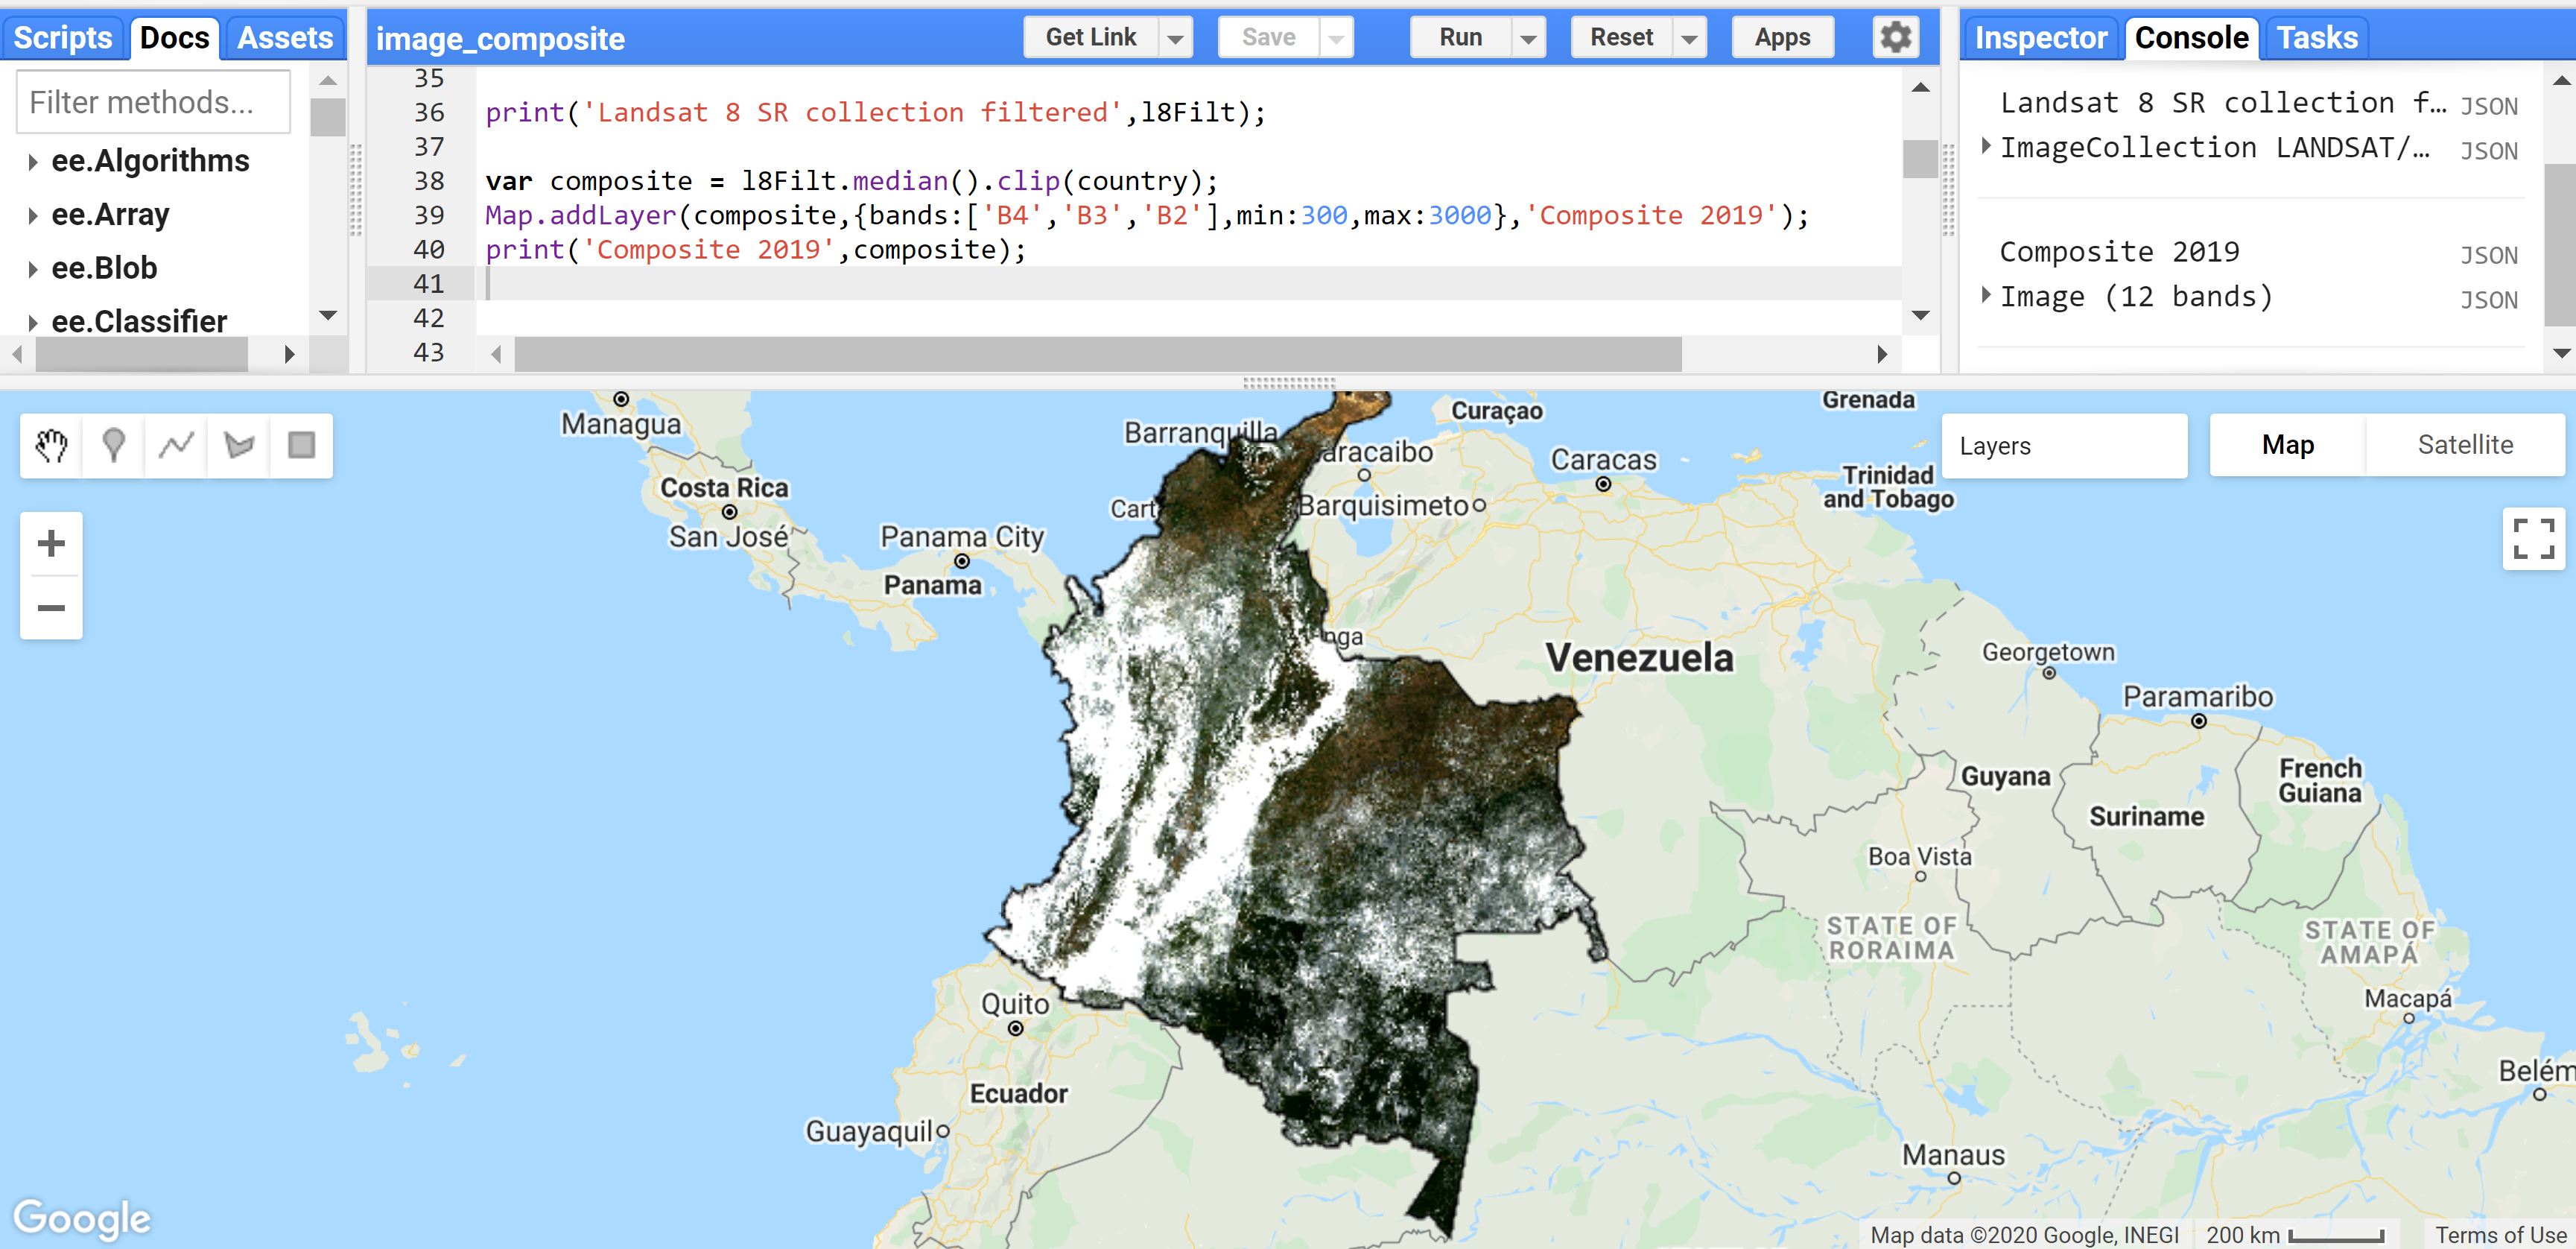 Scripts Docs Assets
Filter methods...
ee.Algorithms
ee.Array
ee.Blob
ee.Classifier
image_composite
Get Link Save Run Reset Apps
35
36 print('Landsat 8 SR collection filtered',l8Filt);
37
38 var composite = l8Filt.median().clip(country);
39 Map.addLayer(composite,{bands:['B4','B3','B2'],min:300,max:3000},'Composite 2019');
40 print('Composite 2019',composite);
41
42
43
Inspector Console Tasks
Landsat 8 SR collection f… JSON
ImageCollection LANDSAT/… JSON
Composite 2019 JSON
Image (12 bands) JSON
Layers
Map Satellite
Managua
Costa Rica
San José
Panama City
Panama
Barranquilla
Cart
aracaibo
Barquisimeto
Curaçao
Caracas
Grenada
Trinidad
and Tobago
nga
Venezuela
Georgetown
Paramaribo
Guyana
Suriname
French
Guiana
Boa Vista
STATE OF
RORAIMA
STATE OF
AMAPÁ
Macapá
Belém
Manaus
Quito
Ecuador
Guayaquil
Google
Map data ©2020 Google, INEGI 200 km Terms of Use